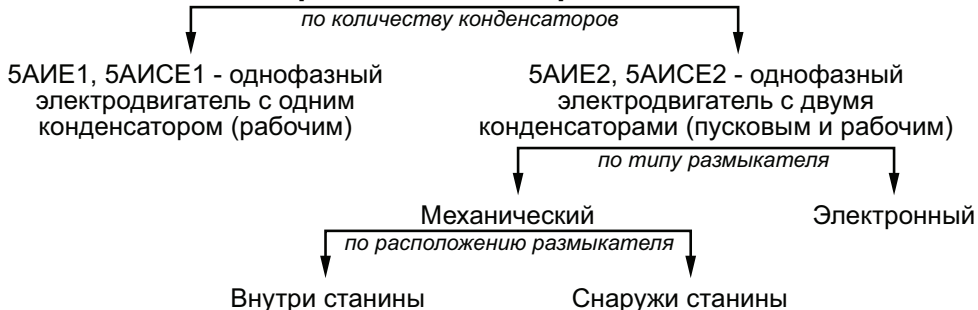 по количеству конденсаторов
5АИЕ1, 5АИСЕ1 - однофазный
электродвигатель с одним
конденсатором (рабочим)
5АИЕ2, 5АИСЕ2 - однофазный
электродвигатель с двумя
конденсаторами (пусковым и рабочим)
по типу размыкателя
Механический
Электронный
по расположению размыкателя
Внутри станины
Снаружи станины